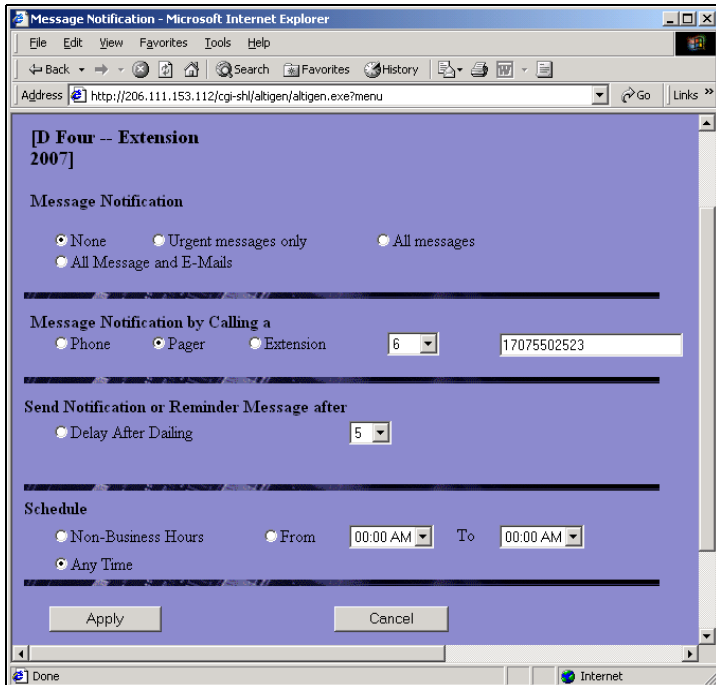 Message Notification - Microsoft Internet Explorer
File Edit View Favorites Tools Help
Back Search Favorites History
Address http://206.111.153.112/cgi-shl/altigen/altigen.exe?menu Go Links »
[D Four -- Extension
2007]
Message Notification
None Urgent messages only All messages
All Message and E-Mails
Message Notification by Calling a
Phone Pager Extension 6 17075502523
Send Notification or Reminder Message after
Delay After Dailing 5
Schedule
Non-Business Hours From 00:00 AM To 00:00 AM
Any Time
Apply Cancel
Done Internet